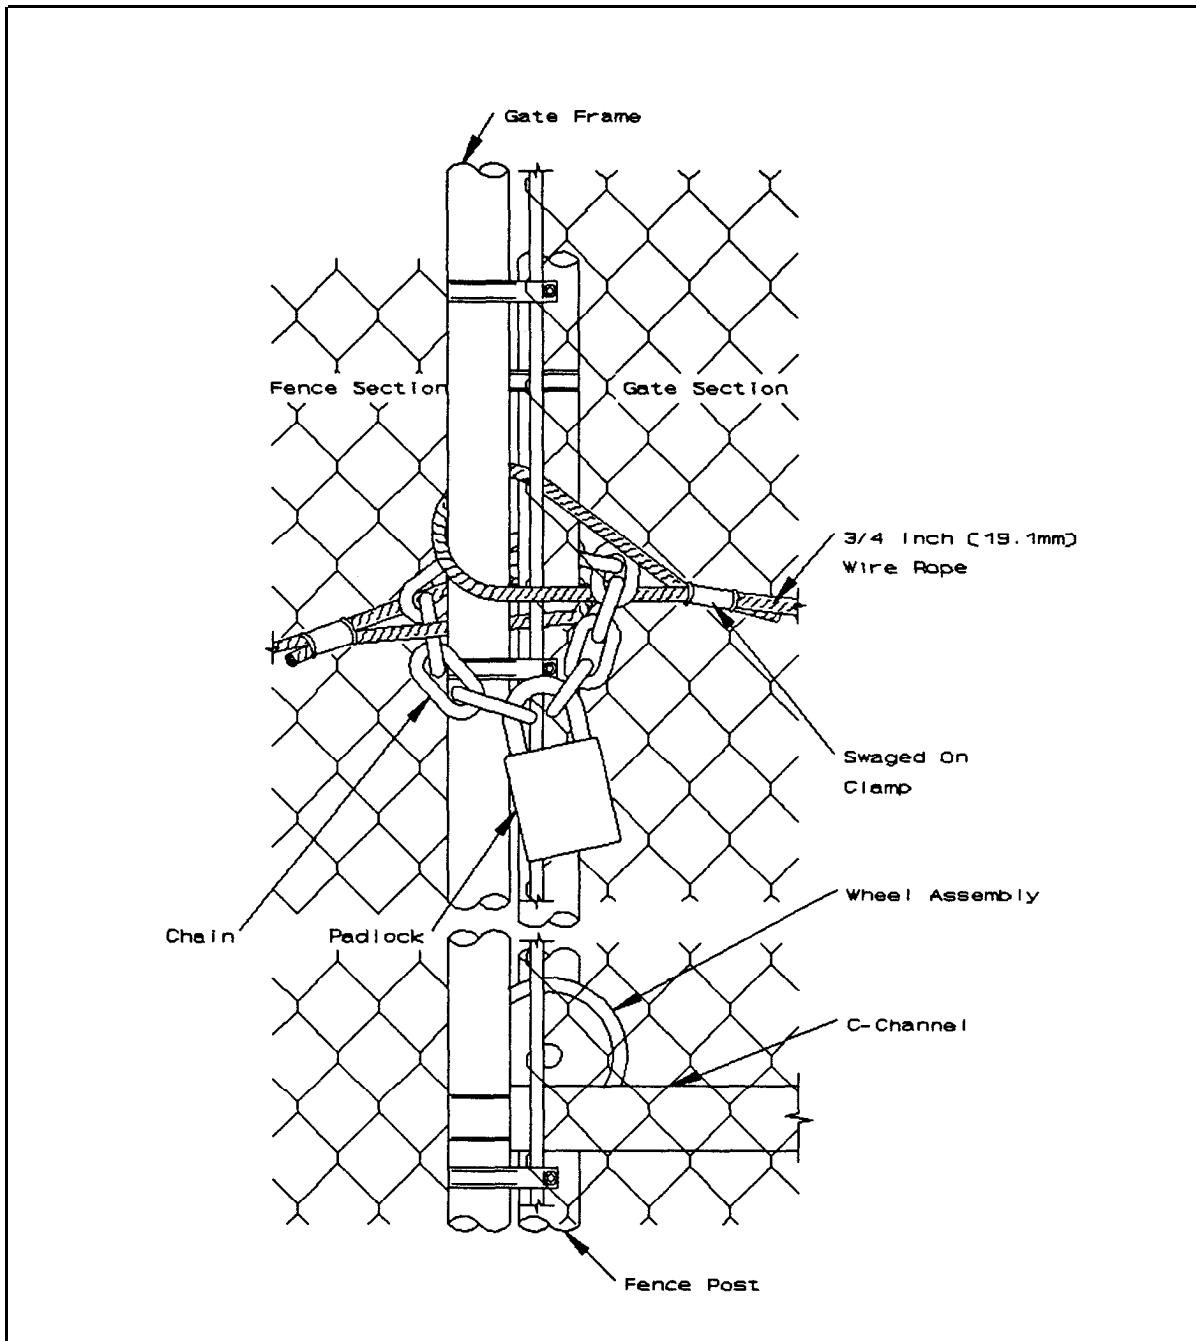 Gate Frame
Fence Section
Gate Section
3/4 Inch (19.1mm)
Wire Rope
Swaged On
Clamp
Wheel Assembly
Chain
Padlock
C-Channel
Fence Post